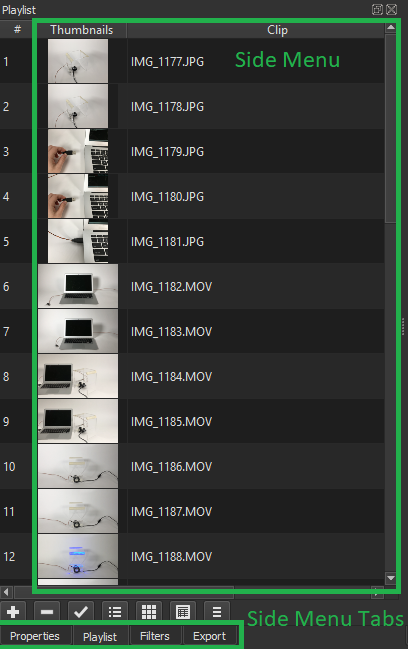 Playlist
# Thumbnails Clip
1 IMG_1177.JPG Side Menu
2 IMG_1178.JPG
3 IMG_1179.JPG
4 IMG_1180.JPG
5 IMG_1181.JPG
6 IMG_1182.MOV
7 IMG_1183.MOV
8 IMG_1184.MOV
9 IMG_1185.MOV
10 IMG_1186.MOV
11 IMG_1187.MOV
12 IMG_1188.MOV
Side Menu Tabs
Properties Playlist Filters Export